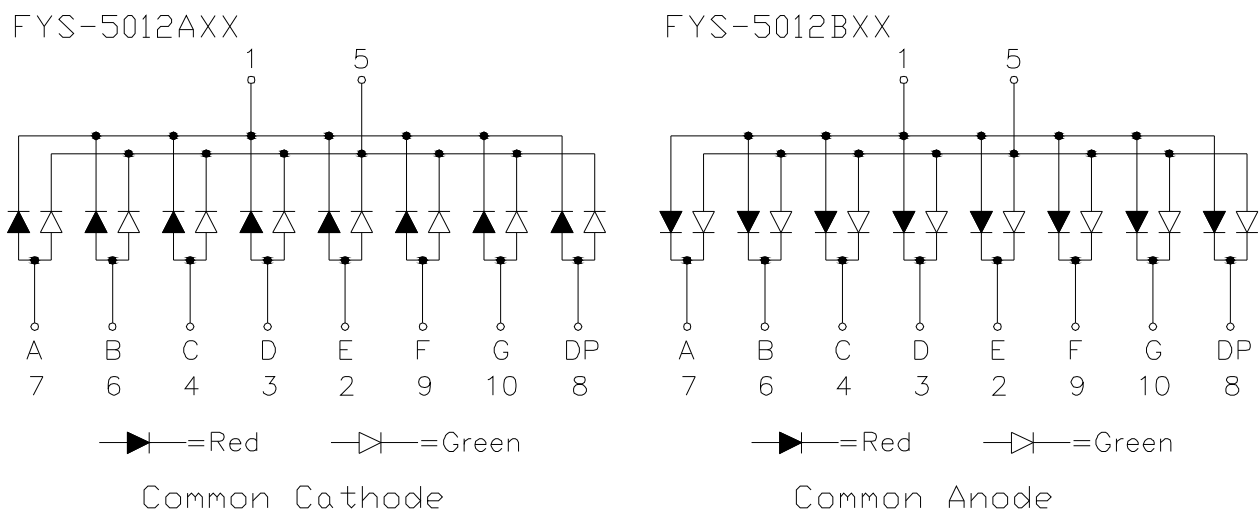 FYS-5012AXX
FYS-5012BXX
1 5
1 5
A B C D E F G DP
7 6 4 3 2 9 10 8
A B C D E F G DP
7 6 4 3 2 9 10 8
=Red =Green
=Red =Green
Common Cathode
Common Anode